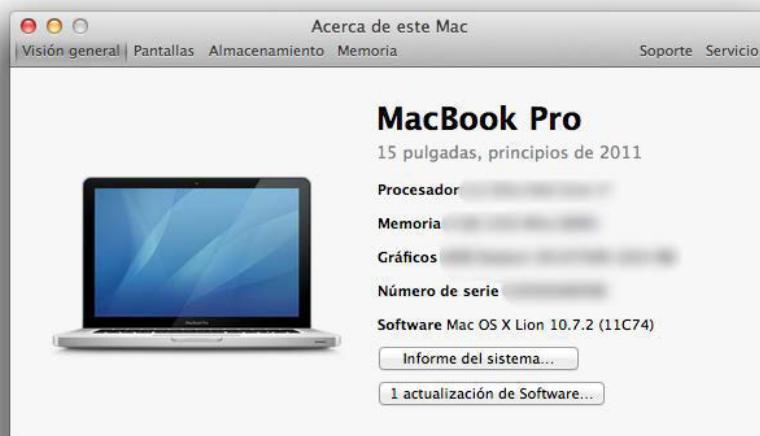 Acerca de este Mac
Visión general Pantallas Almacenamiento Memoria Soporte Servicio
MacBook Pro
15 pulgadas, principios de 2011
Procesador
Memoria
Gráficos
Número de serie
Software Mac OS X Lion 10.7.2 (11C74)
Informe del sistema...
1 actualización de Software...